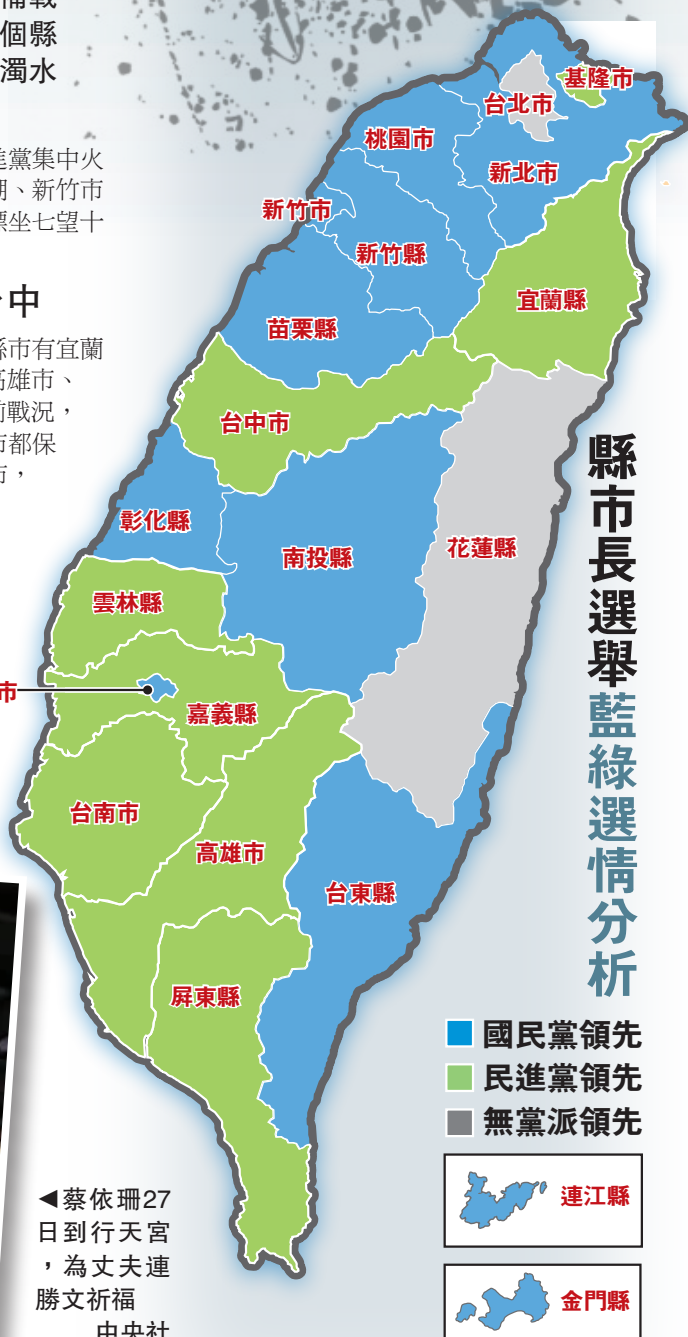 個縣
濁水
進黨集中火
、新竹市
票坐七望十
中
縣市有宜蘭
高雄市、
前戰況,
市都保
市,
基隆市
台北市
桃園市
新北市
新竹市
新竹縣
宜蘭縣
苗栗縣
台中市
彰化縣
南投縣
花蓮縣
雲林縣
市
嘉義縣
台南市
高雄市
台東縣
屏東縣
縣市長選舉藍綠選情分析
國民黨領先
民進黨領先
無黨派領先
連江縣
金門縣
◀蔡依珊27
日到行天宮
,為丈夫連
勝文祈福
中央社